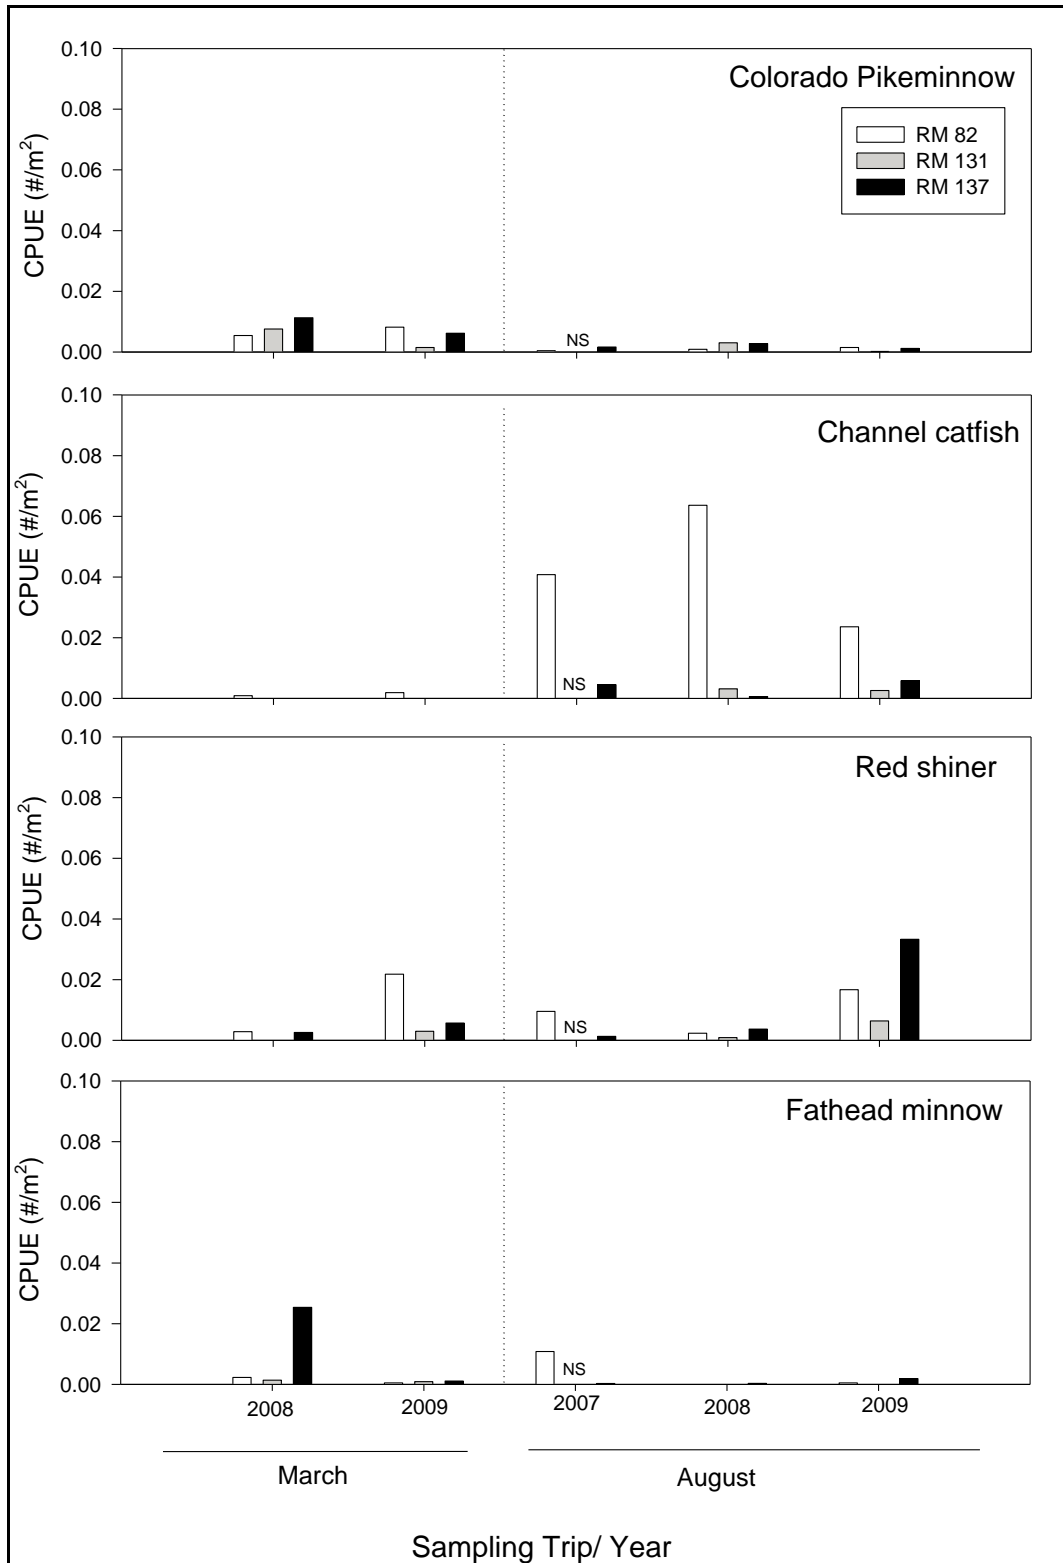 Colorado Pikeminnow
RM 82
RM 131
RM 137
CPUE (#/m²)
0.10
0.08
0.06
0.04
0.02
0.00
NS
Channel catfish
CPUE (#/m²)
0.10
0.08
0.06
0.04
0.02
0.00
NS
Red shiner
CPUE (#/m²)
0.10
0.08
0.06
0.04
0.02
0.00
NS
Fathead minnow
CPUE (#/m²)
0.10
0.08
0.06
0.04
0.02
0.00
NS
2008 2009 2007 2008 2009
March August
Sampling Trip/ Year